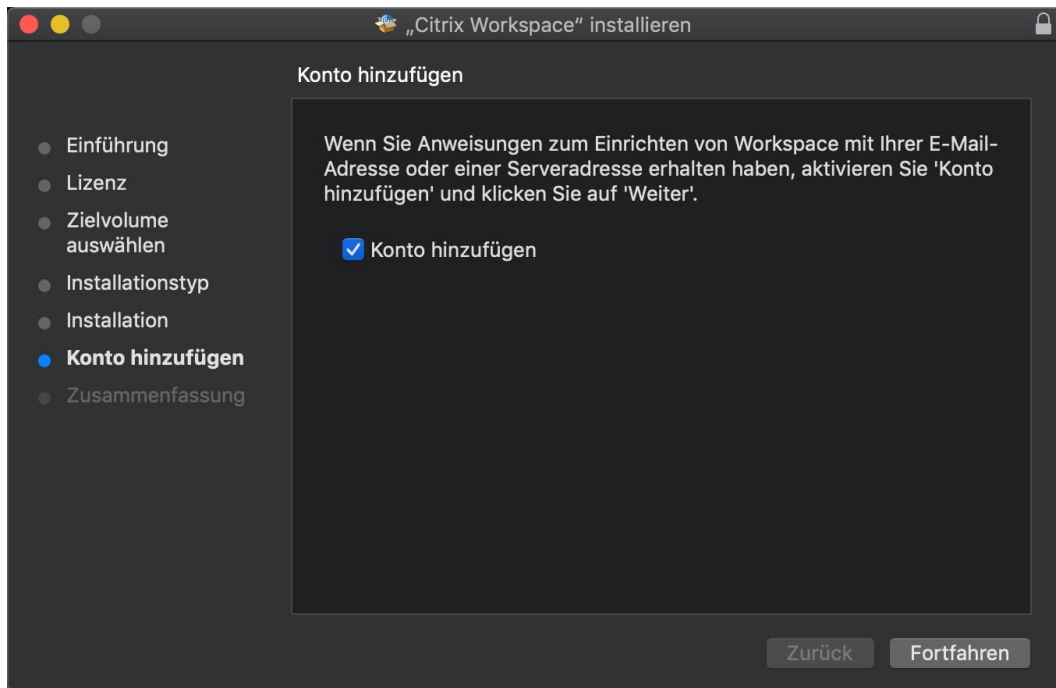 „Citrix Workspace“ installieren
Konto hinzufügen
Einführung
Lizenz
Zielvolume
auswählen
Installationstyp
Installation
Konto hinzufügen
Zusammenfassung
Wenn Sie Anweisungen zum Einrichten von Workspace mit Ihrer E-Mail-
Adresse oder einer Serveradresse erhalten haben, aktivieren Sie 'Konto
hinzufügen' und klicken Sie auf 'Weiter'.
Konto hinzufügen
Zurück
Fortfahren